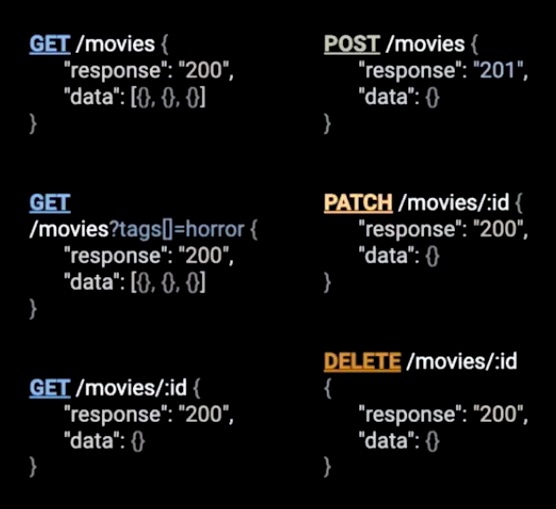 GET /movies {
"response": "200",
"data": [{}, {}, {}]
}
GET
/movies?tags[]=horror {
"response": "200",
"data": [{}, {}, {}]
}
GET /movies/:id {
"response": "200",
"data": {}
}
POST /movies {
"response": "201",
"data": {}
}
PATCH /movies/:id {
"response": "200",
"data": {}
}
DELETE /movies/:id
{
"response": "200",
"data": {}
}